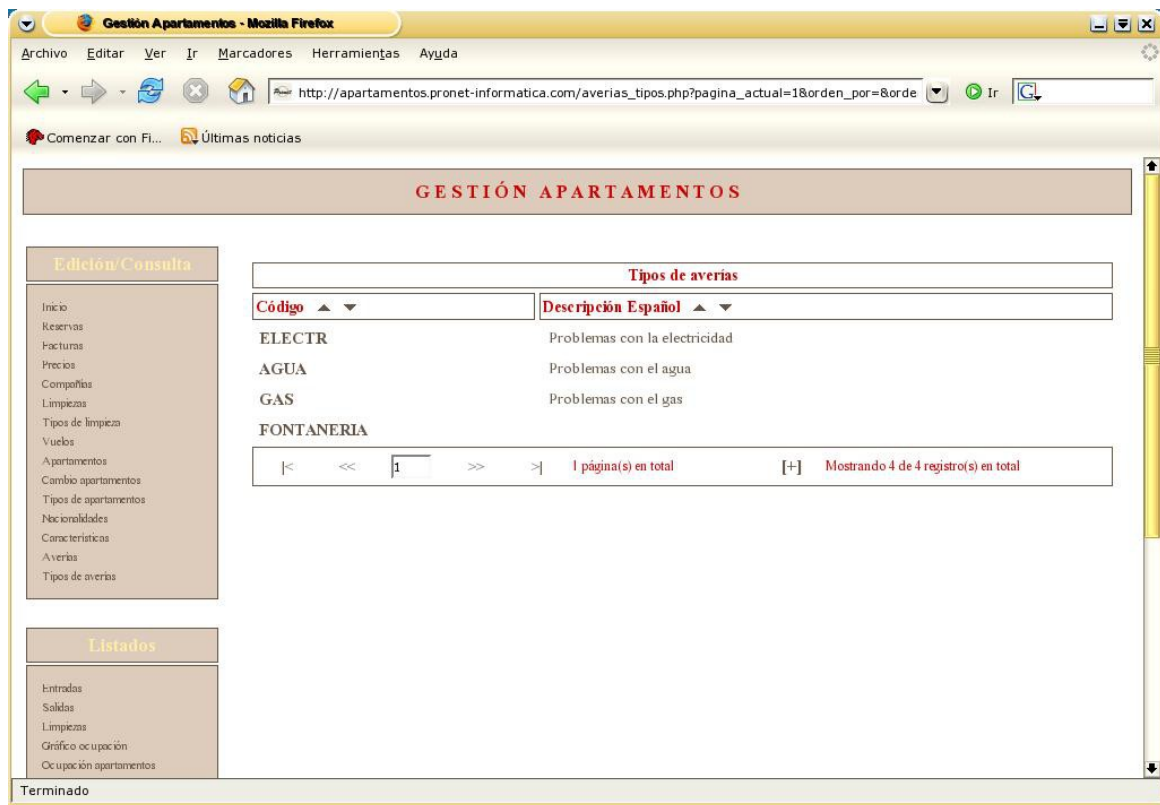 Gestión Apartamentos - Mozilla Firefox
Archivo Editar Ver Ir Marcadores Herramientas Ayuda
http://apartamentos.pronet-informatica.com/averias_tipos.php?pagina_actual=1&orden_por=&orde Ir G
Comenzar con Fi... Últimas noticias
GESTIÓN APARTAMENTOS
Edición/Consulta
Inicio
Reservas
Facturas
Precios
Compañías
Limpiezas
Tipos de limpieza
Vuelos
Apartamentos
Cambio apartamentos
Tipos de apartamentos
Nacionalidades
Características
Averías
Tipos de averías
Listados
Entradas
Salidas
Limpiezas
Gráfico ocupación
Ocupación apartamentos
Tipos de averías
Código Descripción Español
ELECTR Problemas con la electricidad
AGUA Problemas con el agua
GAS Problemas con el gas
FONTANERIA
|< << 1 >> >| 1 página(s) en total [+] Mostrando 4 de 4 registro(s) en total
Terminado